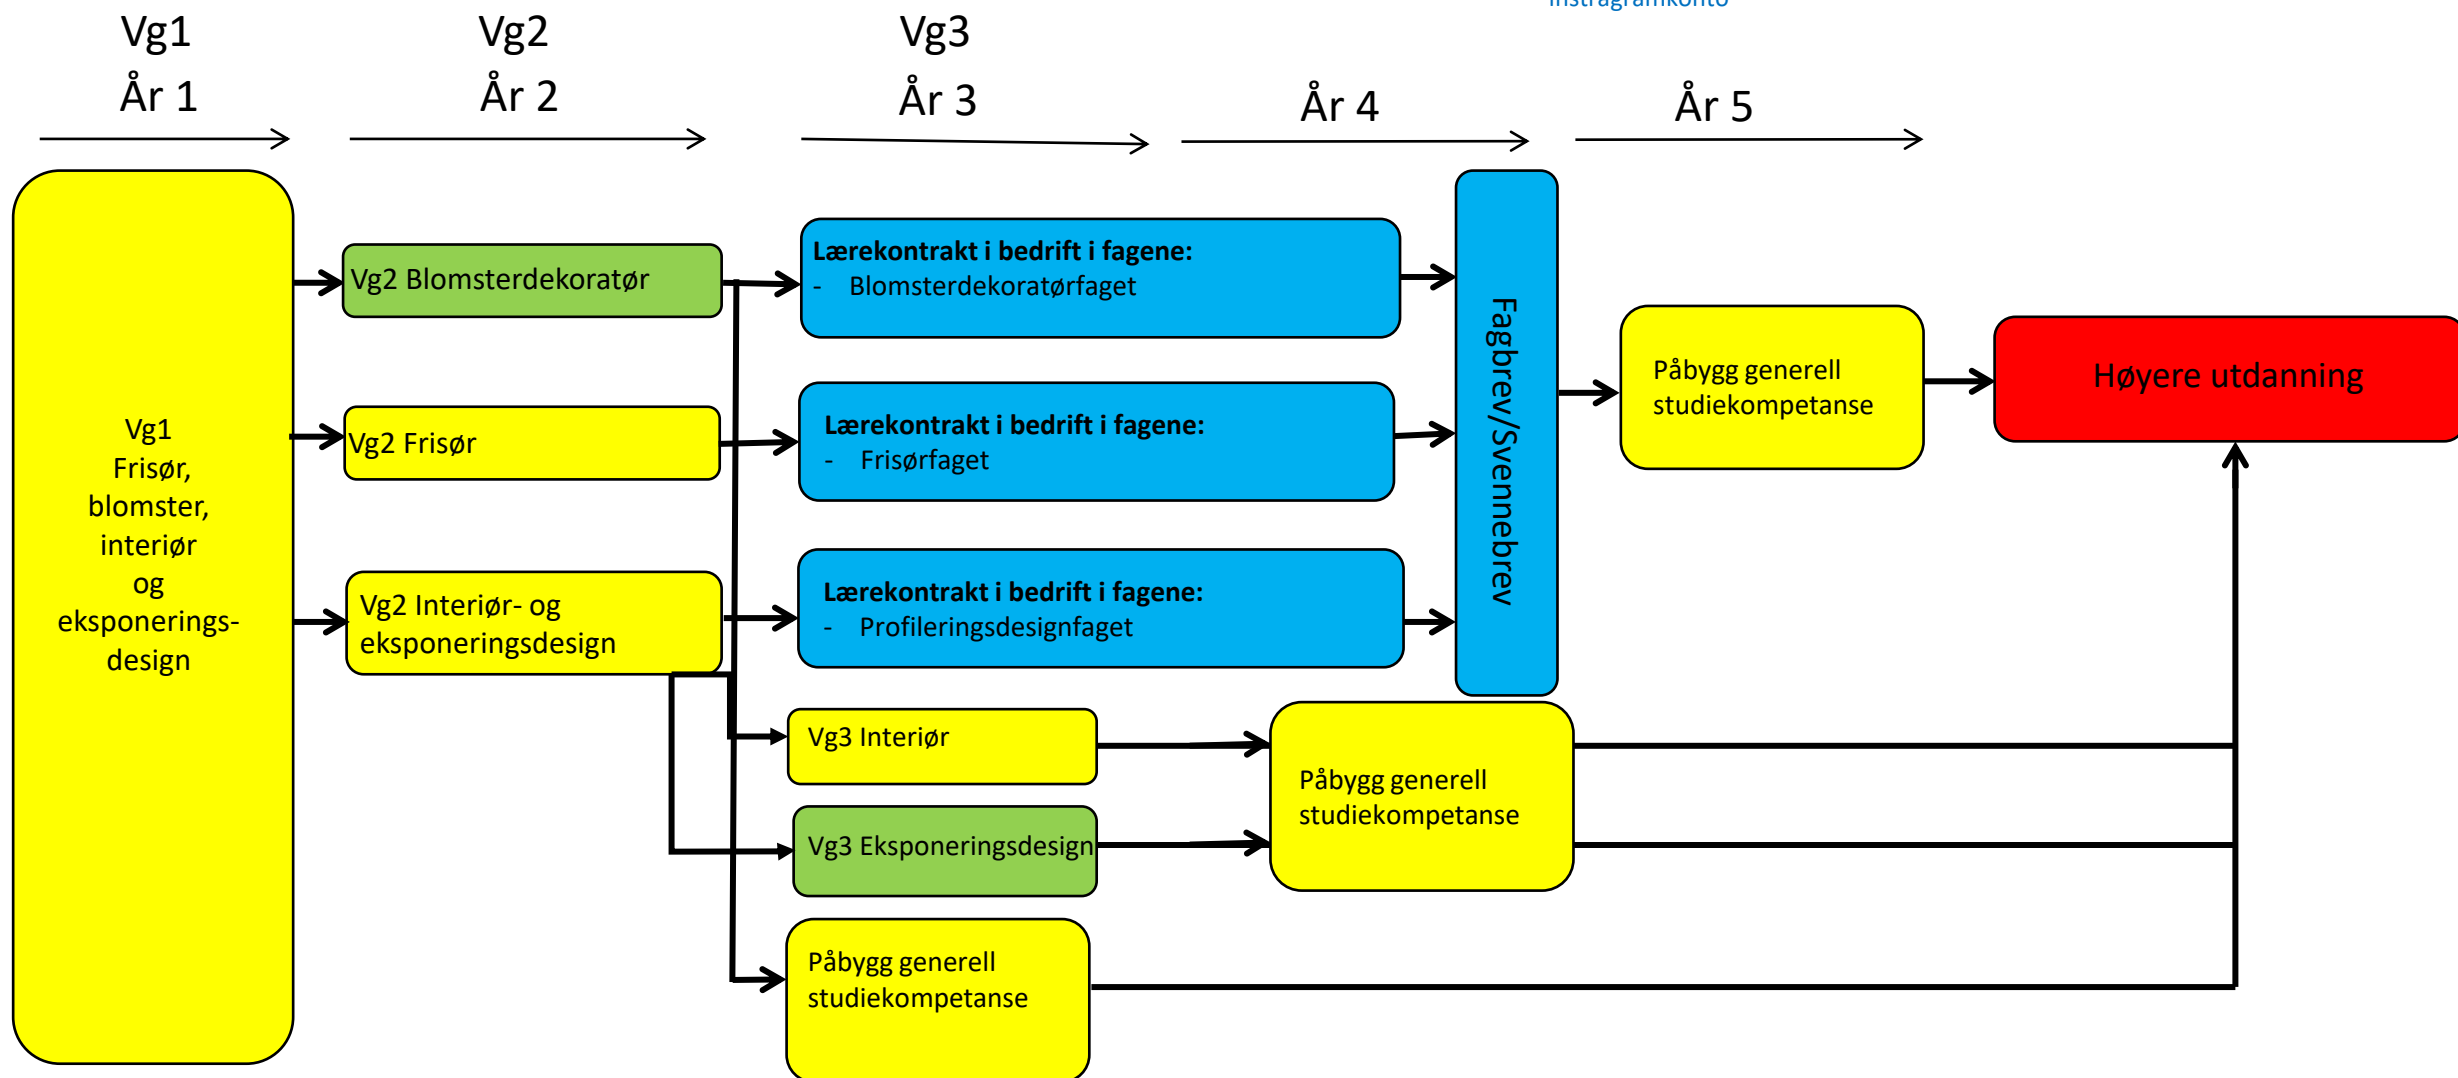 Instragramkonto
Vg1
År 1
Vg2
År 2
Vg3
År 3
År 4
År 5
Vg1
Frisør,
blomster,
interiør
og
eksponerings-
design
Vg2 Blomsterdekoratør
Vg2 Frisør
Vg2 Interiør- og
eksponeringsdesign
Lærekontrakt i bedrift i fagene:
- Blomsterdekoratørfaget
Lærekontrakt i bedrift i fagene:
- Frisørfaget
Lærekontrakt i bedrift i fagene:
- Profileringsdesignfaget
Vg3 Interiør
Vg3 Eksponeringsdesign
Påbygg generell
studiekompetanse
Påbygg generell
studiekompetanse
Fagbrev/Svennebrev
Påbygg generell
studiekompetanse
Høyere utdanning